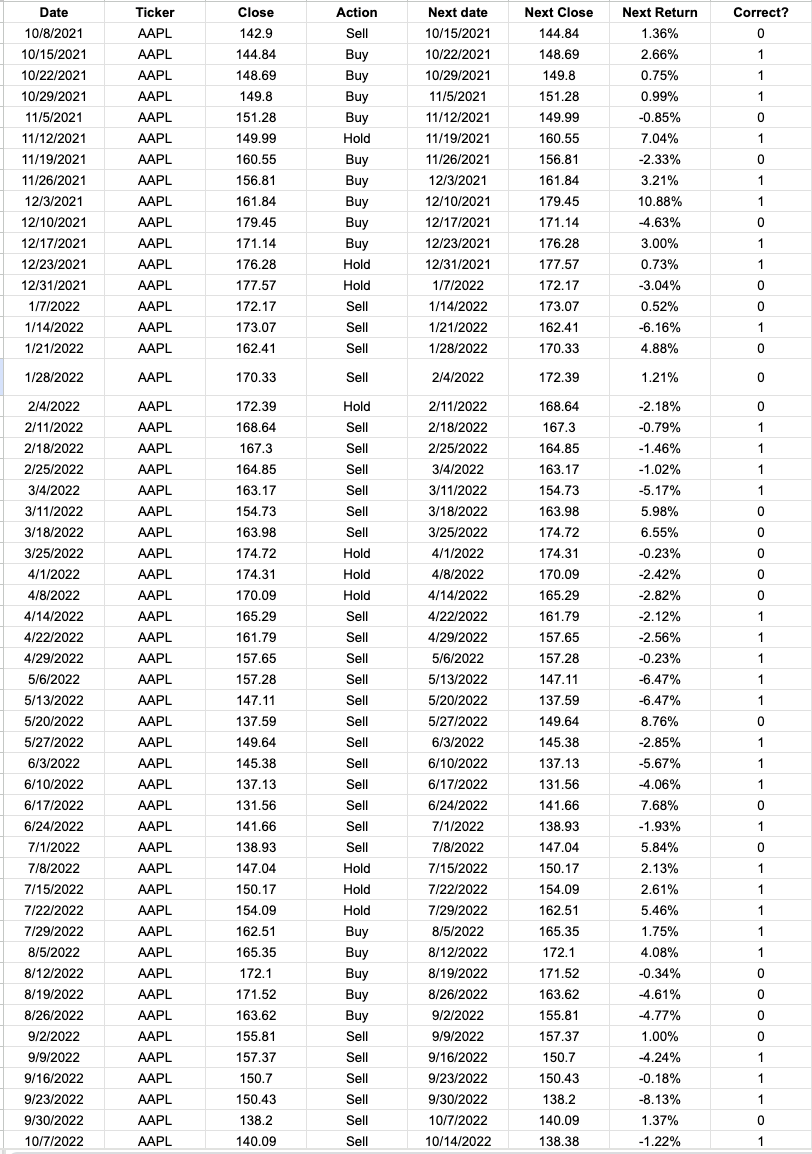 Date Ticker Close Action Next date Next Close Next Return Correct?
10/8/2021 AAPL 142.9 Sell 10/15/2021 144.84 1.36% 0
10/15/2021 AAPL 144.84 Buy 10/22/2021 148.69 2.66% 1
10/22/2021 AAPL 148.69 Buy 10/29/2021 149.8 0.75% 1
10/29/2021 AAPL 149.8 Buy 11/5/2021 151.28 0.99% 1
11/5/2021 AAPL 151.28 Buy 11/12/2021 149.99 -0.85% 0
11/12/2021 AAPL 149.99 Hold 11/19/2021 160.55 7.04% 1
11/19/2021 AAPL 160.55 Buy 11/26/2021 156.81 -2.33% 0
11/26/2021 AAPL 156.81 Buy 12/3/2021 161.84 3.21% 1
12/3/2021 AAPL 161.84 Buy 12/10/2021 179.45 10.88% 1
12/10/2021 AAPL 179.45 Buy 12/17/2021 171.14 -4.63% 0
12/17/2021 AAPL 171.14 Buy 12/23/2021 176.28 3.00% 1
12/23/2021 AAPL 176.28 Hold 12/31/2021 177.57 0.73% 1
12/31/2021 AAPL 177.57 Hold 1/7/2022 172.17 -3.04% 0
1/7/2022 AAPL 172.17 Sell 1/14/2022 173.07 0.52% 0
1/14/2022 AAPL 173.07 Sell 1/21/2022 162.41 -6.16% 1
1/21/2022 AAPL 162.41 Sell 1/28/2022 170.33 4.88% 0
1/28/2022 AAPL 170.33 Sell 2/4/2022 172.39 1.21% 0
2/4/2022 AAPL 172.39 Hold 2/11/2022 168.64 -2.18% 0
2/11/2022 AAPL 168.64 Sell 2/18/2022 167.3 -0.79% 1
2/18/2022 AAPL 167.3 Sell 2/25/2022 164.85 -1.46% 1
2/25/2022 AAPL 164.85 Sell 3/4/2022 163.17 -1.02% 1
3/4/2022 AAPL 163.17 Sell 3/11/2022 154.73 -5.17% 1
3/11/2022 AAPL 154.73 Sell 3/18/2022 163.98 5.98% 0
3/18/2022 AAPL 163.98 Sell 3/25/2022 174.72 6.55% 0
3/25/2022 AAPL 174.72 Hold 4/1/2022 174.31 -0.23% 0
4/1/2022 AAPL 174.31 Hold 4/8/2022 170.09 -2.42% 0
4/8/2022 AAPL 170.09 Hold 4/14/2022 165.29 -2.82% 0
4/14/2022 AAPL 165.29 Sell 4/22/2022 161.79 -2.12% 1
4/22/2022 AAPL 161.79 Sell 4/29/2022 157.65 -2.56% 1
4/29/2022 AAPL 157.65 Sell 5/6/2022 157.28 -0.23% 1
5/6/2022 AAPL 157.28 Sell 5/13/2022 147.11 -6.47% 1
5/13/2022 AAPL 147.11 Sell 5/20/2022 137.59 -6.47% 1
5/20/2022 AAPL 137.59 Sell 5/27/2022 149.64 8.76% 0
5/27/2022 AAPL 149.64 Sell 6/3/2022 145.38 -2.85% 1
6/3/2022 AAPL 145.38 Sell 6/10/2022 137.13 -5.67% 1
6/10/2022 AAPL 137.13 Sell 6/17/2022 131.56 -4.06% 1
6/17/2022 AAPL 131.56 Sell 6/24/2022 141.66 7.68% 0
6/24/2022 AAPL 141.66 Sell 7/1/2022 138.93 -1.93% 1
7/1/2022 AAPL 138.93 Sell 7/8/2022 147.04 5.84% 0
7/8/2022 AAPL 147.04 Hold 7/15/2022 150.17 2.13% 1
7/15/2022 AAPL 150.17 Hold 7/22/2022 154.09 2.61% 1
7/22/2022 AAPL 154.09 Hold 7/29/2022 162.51 5.46% 1
7/29/2022 AAPL 162.51 Buy 8/5/2022 165.35 1.75% 1
8/5/2022 AAPL 165.35 Buy 8/12/2022 172.1 4.08% 1
8/12/2022 AAPL 172.1 Buy 8/19/2022 171.52 -0.34% 0
8/19/2022 AAPL 171.52 Buy 8/26/2022 163.62 -4.61% 0
8/26/2022 AAPL 163.62 Buy 9/2/2022 155.81 -4.77% 0
9/2/2022 AAPL 155.81 Sell 9/9/2022 157.37 1.00% 0
9/9/2022 AAPL 157.37 Sell 9/16/2022 150.7 -4.24% 1
9/16/2022 AAPL 150.7 Sell 9/23/2022 150.43 -0.18% 1
9/23/2022 AAPL 150.43 Sell 9/30/2022 138.2 -8.13% 1
9/30/2022 AAPL 138.2 Sell 10/7/2022 140.09 1.37% 0
10/7/2022 AAPL 140.09 Sell 10/14/2022 138.38 -1.22% 1